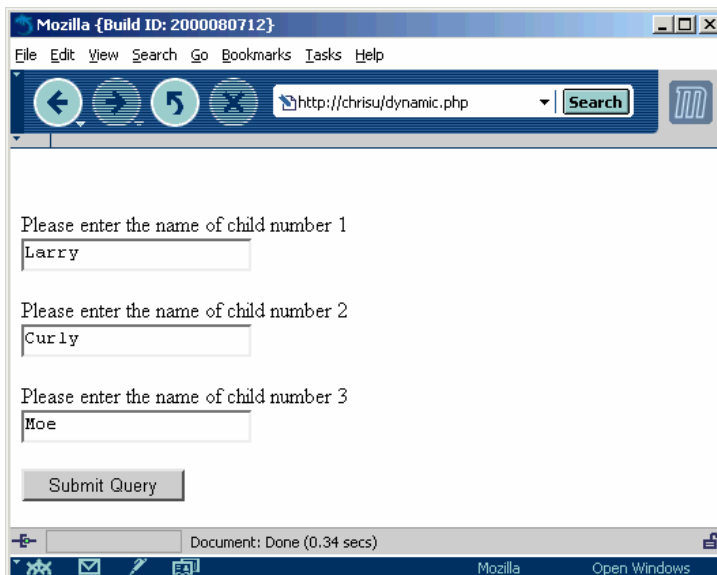 Mozilla {Build ID: 2000080712}
File Edit View Search Go Bookmarks Tasks Help
http://chrisu/dynamic.php Search
Please enter the name of child number 1
Larry
Please enter the name of child number 2
Curly
Please enter the name of child number 3
Moe
Submit Query
Document: Done (0.34 secs)
Mozilla Open Windows